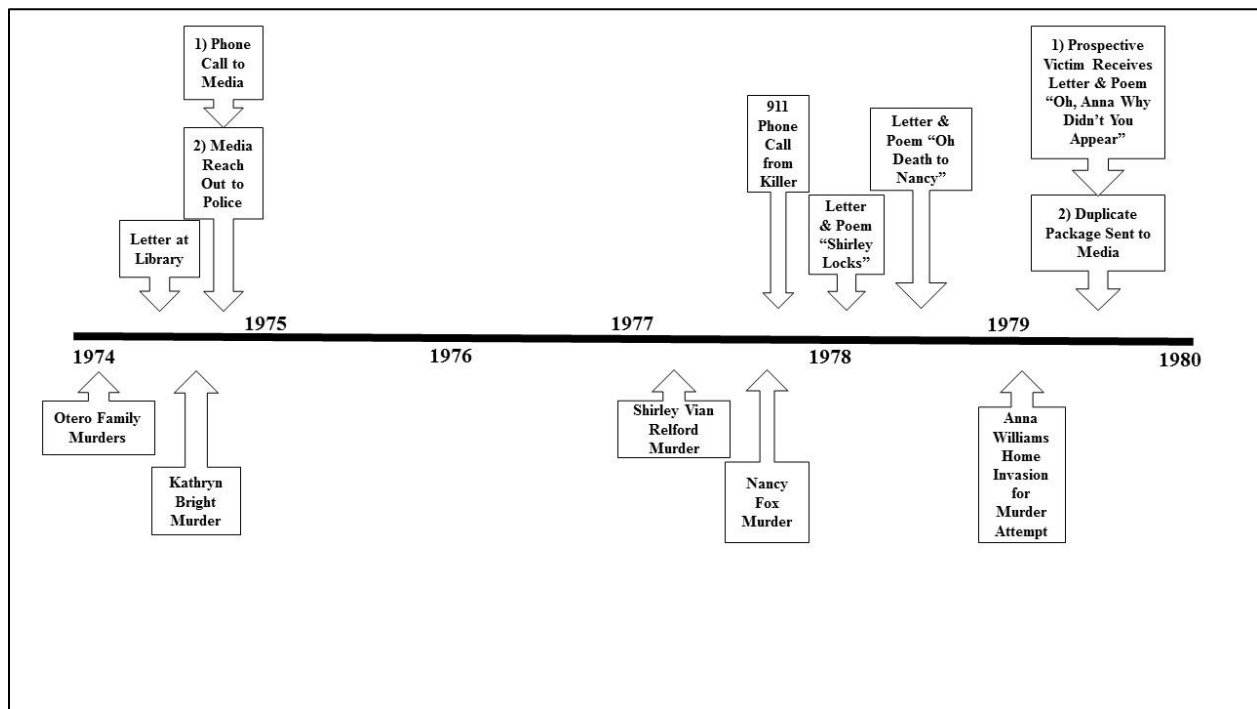 1) Phone
Call to
Media
2) Media
Reach
Out to
Police
Letter at
Library
911
Phone
Call
from
Killer
Letter
& Poem
“Shirley
Locks”
Letter &
Poem “Oh
Death to
Nancy”
1) Prospective
Victim Receives
Letter & Poem
“Oh, Anna Why
Didn’t You
Appear”
2) Duplicate
Package Sent to
Media
1975
1977
1979
1974
1976
1978
1980
Otero Family
Murders
Kathryn
Bright
Murder
Shirley Vian
Relford
Murder
Nancy
Fox
Murder
Anna
Williams
Home
Invasion
for
Murder
Attempt